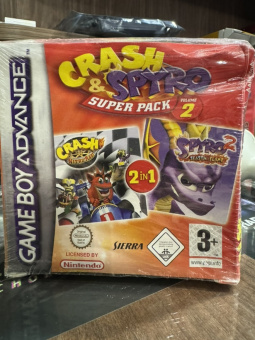 GAME BOY ADVANCE
CRASH
& SPYRO
SUPER PACK VOLUME 2
CRASH
SPYRO 2
2 in 1
LICENSED BY
Nintendo
SIERRA
3+